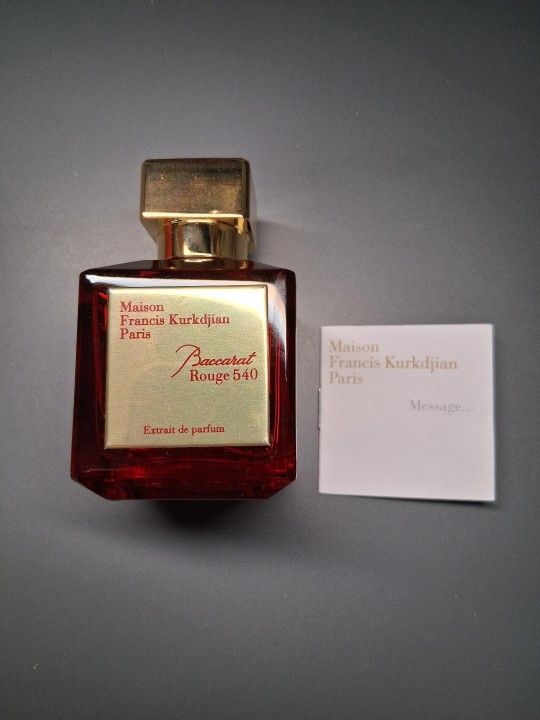 Maison
Francis Kurkdjian
Paris
Baccarat
Rouge 540
Extrait de parfum
Maison
Francis Kurkdjian
Paris
Message...